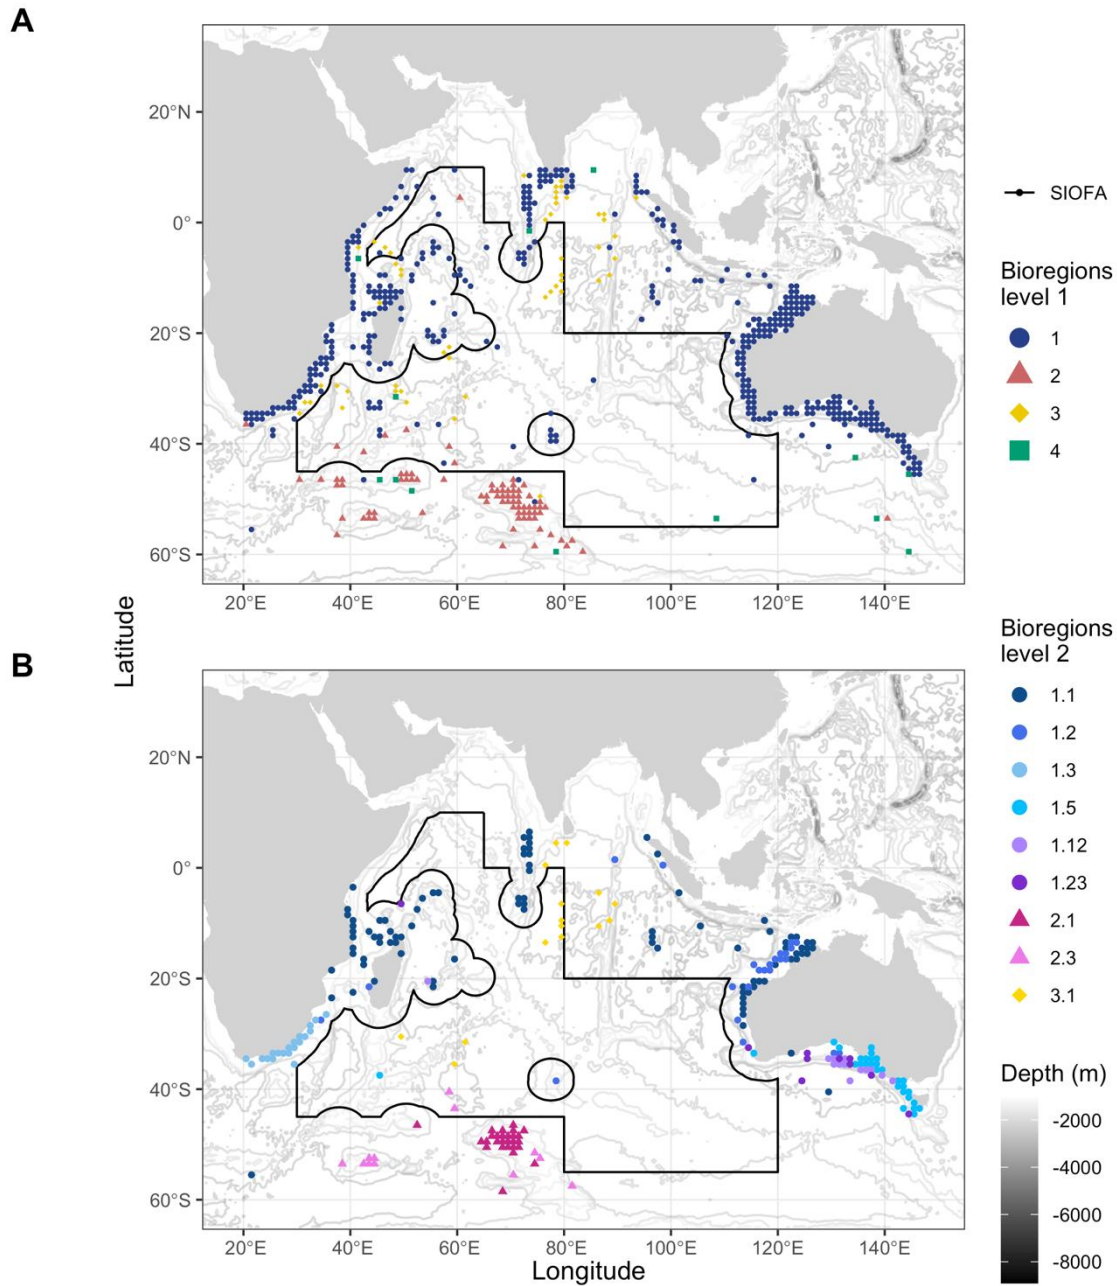 A
20°N
0°
20°S
40°S
60°S
20°E 40°E 60°E 80°E 100°E 120°E 140°E
SIOFA
Bioregions
level 1
1
2
3
4
Latitude
B
20°N
0°
20°S
40°S
60°S
20°E 40°E 60°E 80°E 100°E 120°E 140°E
Longitude
Bioregions
level 2
1.1
1.2
1.3
1.5
1.12
1.23
2.1
2.3
3.1
Depth (m)
-2000
-4000
-6000
-8000